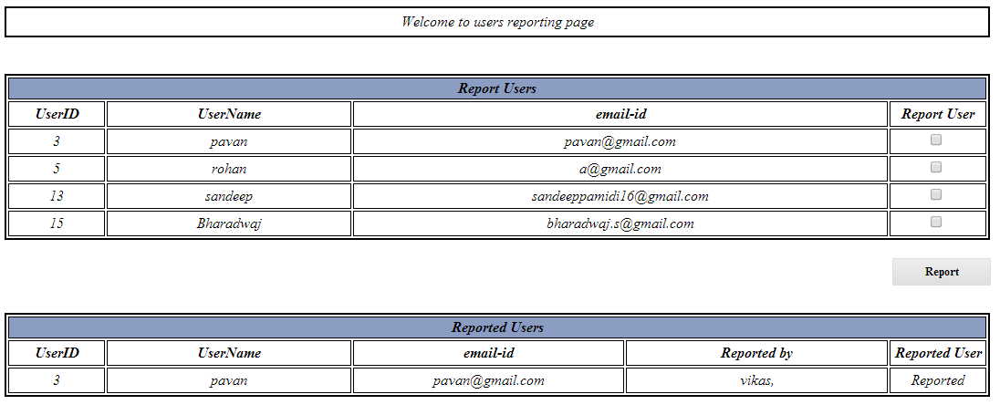 Welcome to users reporting page
Report Users
UserID UserName email-id Report User
3 pavan pavan@gmail.com
5 rohan a@gmail.com
13 sandeep sandeeppamidi16@gmail.com
15 Bharadwaj bharadwaj.s@gmail.com
Report
Reported Users
UserID UserName email-id Reported by Reported User
3 pavan pavan@gmail.com vikas, Reported